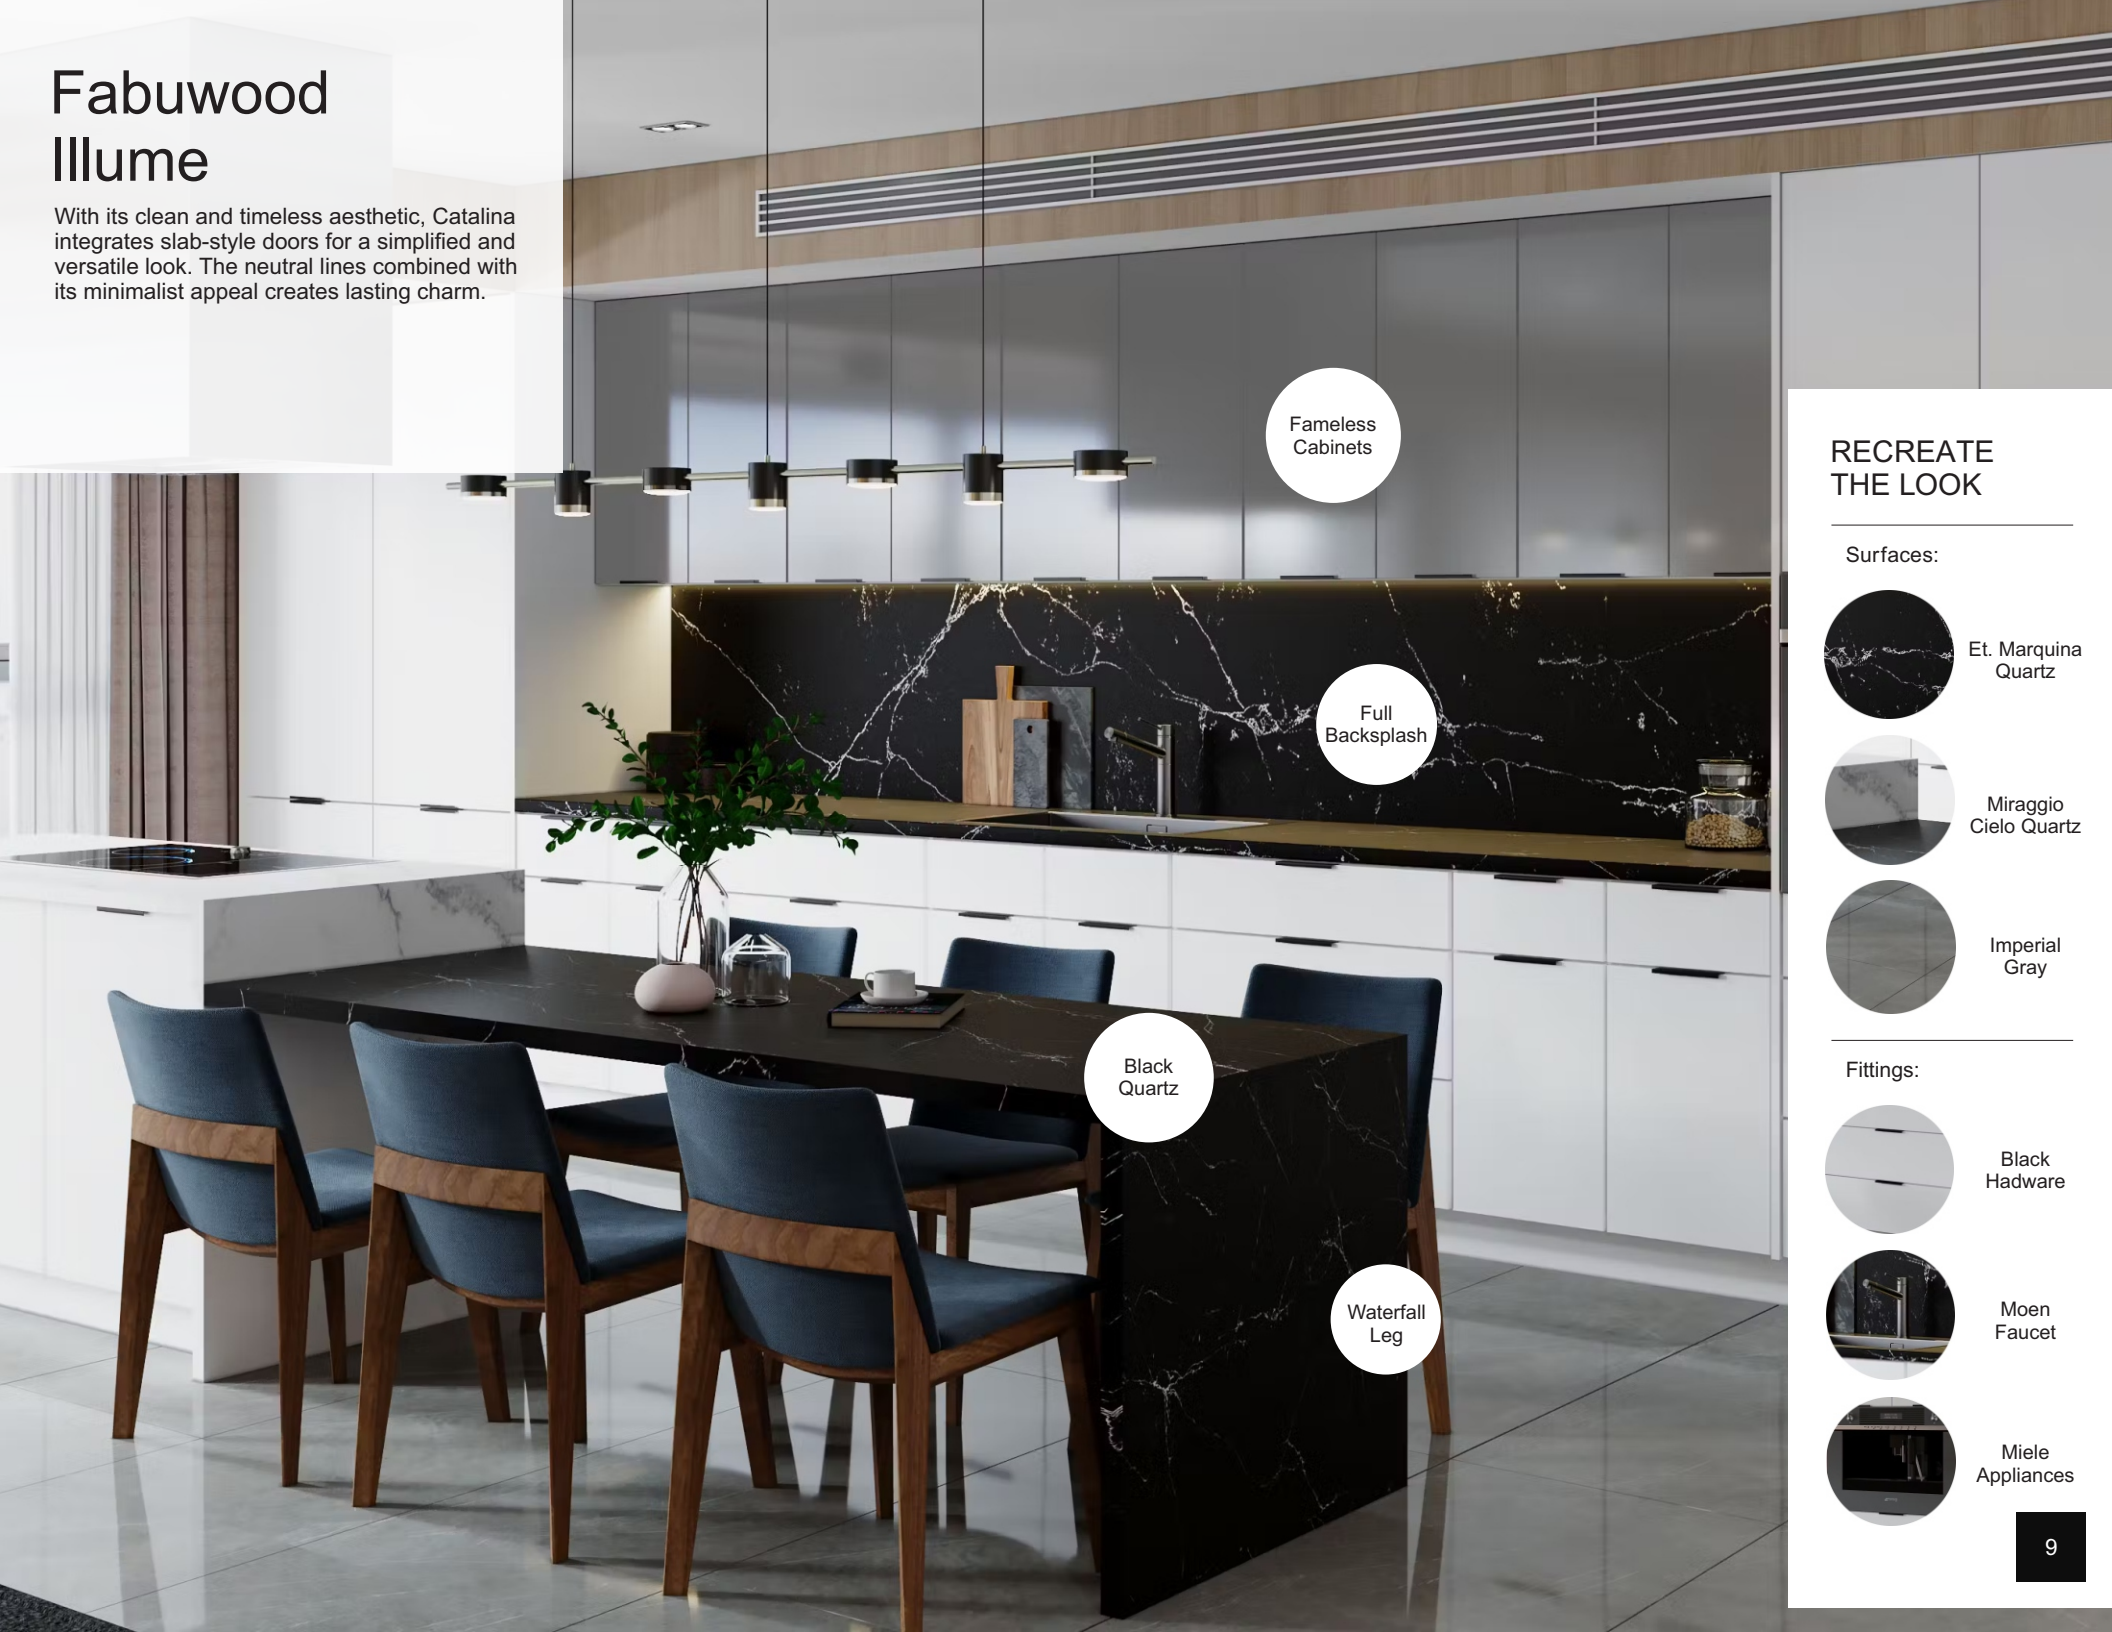 Fabuwood
Illume
With its clean and timeless aesthetic, Catalina
integrates slab-style doors for a simplified and
versatile look. The neutral lines combined with
its minimalist appeal creates lasting charm.
Fameless
Cabinets
Full
Backsplash
Black
Quartz
Waterfall
Leg
RECREATE
THE LOOK
Surfaces:
Et. Marquina
Quartz
Miraggio
Cielo Quartz
Imperial
Gray
Fittings:
Black
Hadware
Moen
Faucet
Miele
Appliances
9